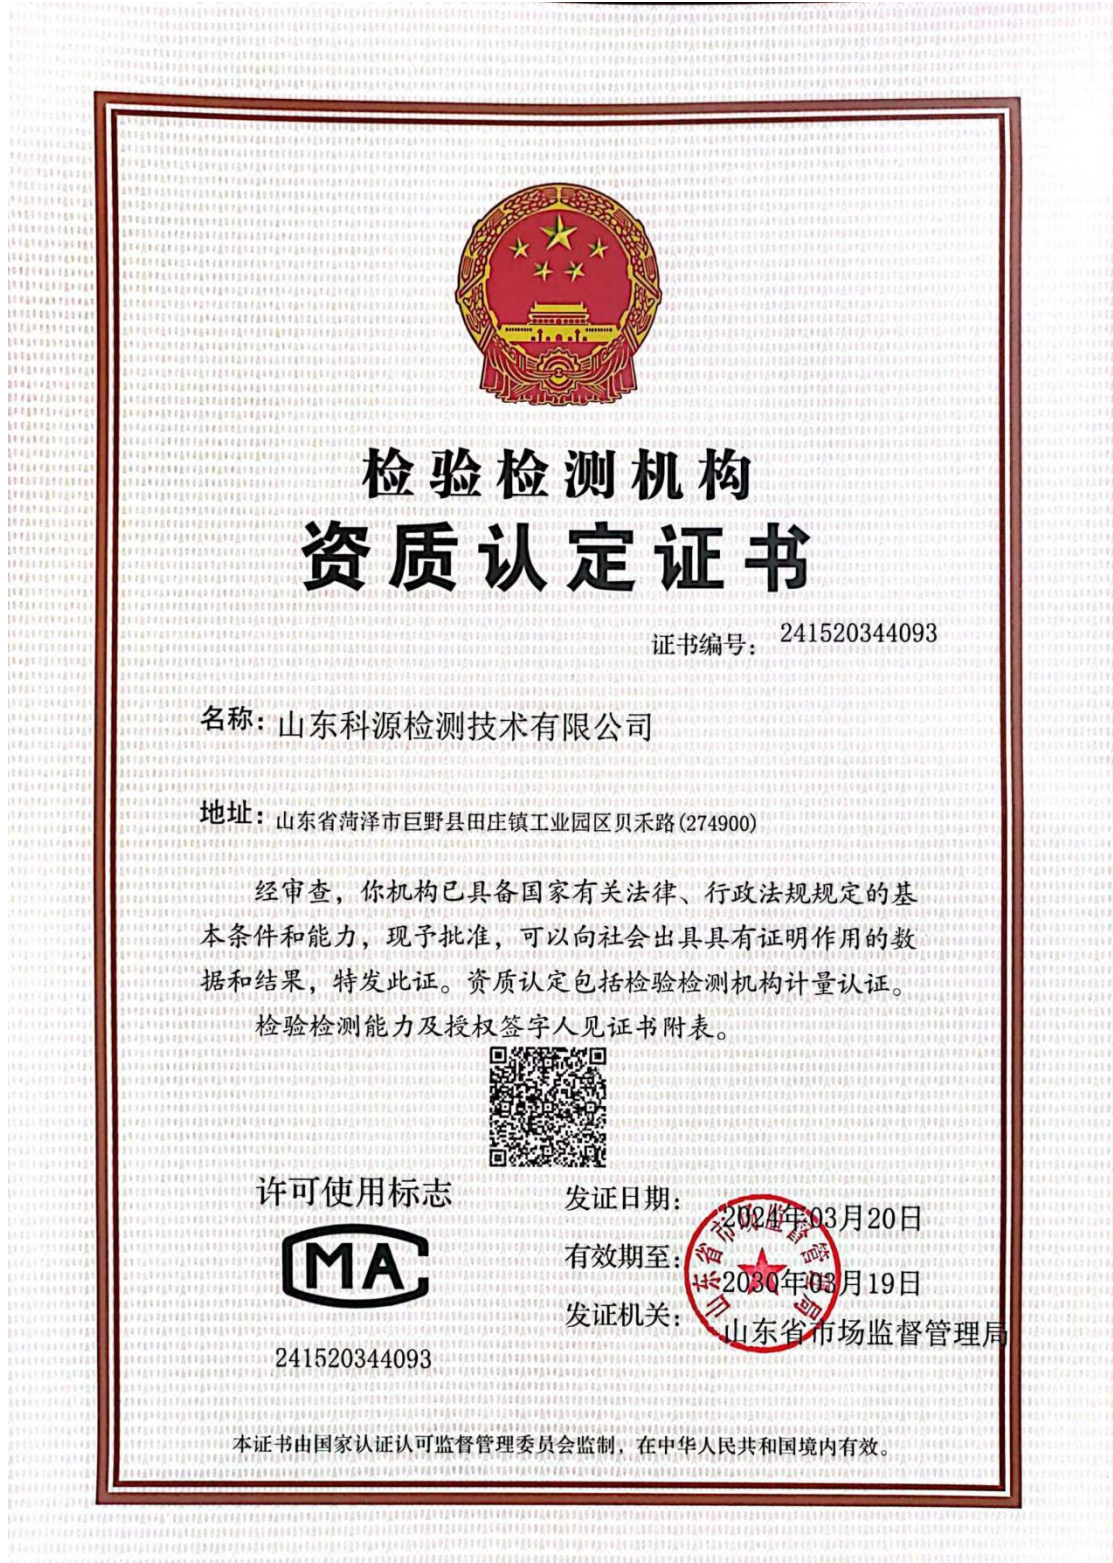 检验检测机构
资质认定证书
证书编号: 241520344093
名称: 山东科源检测技术有限公司
地址: 山东省菏泽市巨野县田庄镇工业园区贝禾路(274900)
经审查，你机构已具备国家有关法律、行政法规规定的基
本条件和能力，现予批准，可以向社会出具具有证明作用的数
据和结果，特发此证。资质认定包括检验检测机构计量认证。
检验检测能力及授权签字人见证书附表。
许可使用标志
MA
241520344093
发证日期: 2024年03月20日
有效期至: 2030年03月19日
发证机关: 山东省市场监督管理局
山东省市场监督管理局
本证书由国家认证认可监督管理委员会监制，在中华人民共和国境内有效。